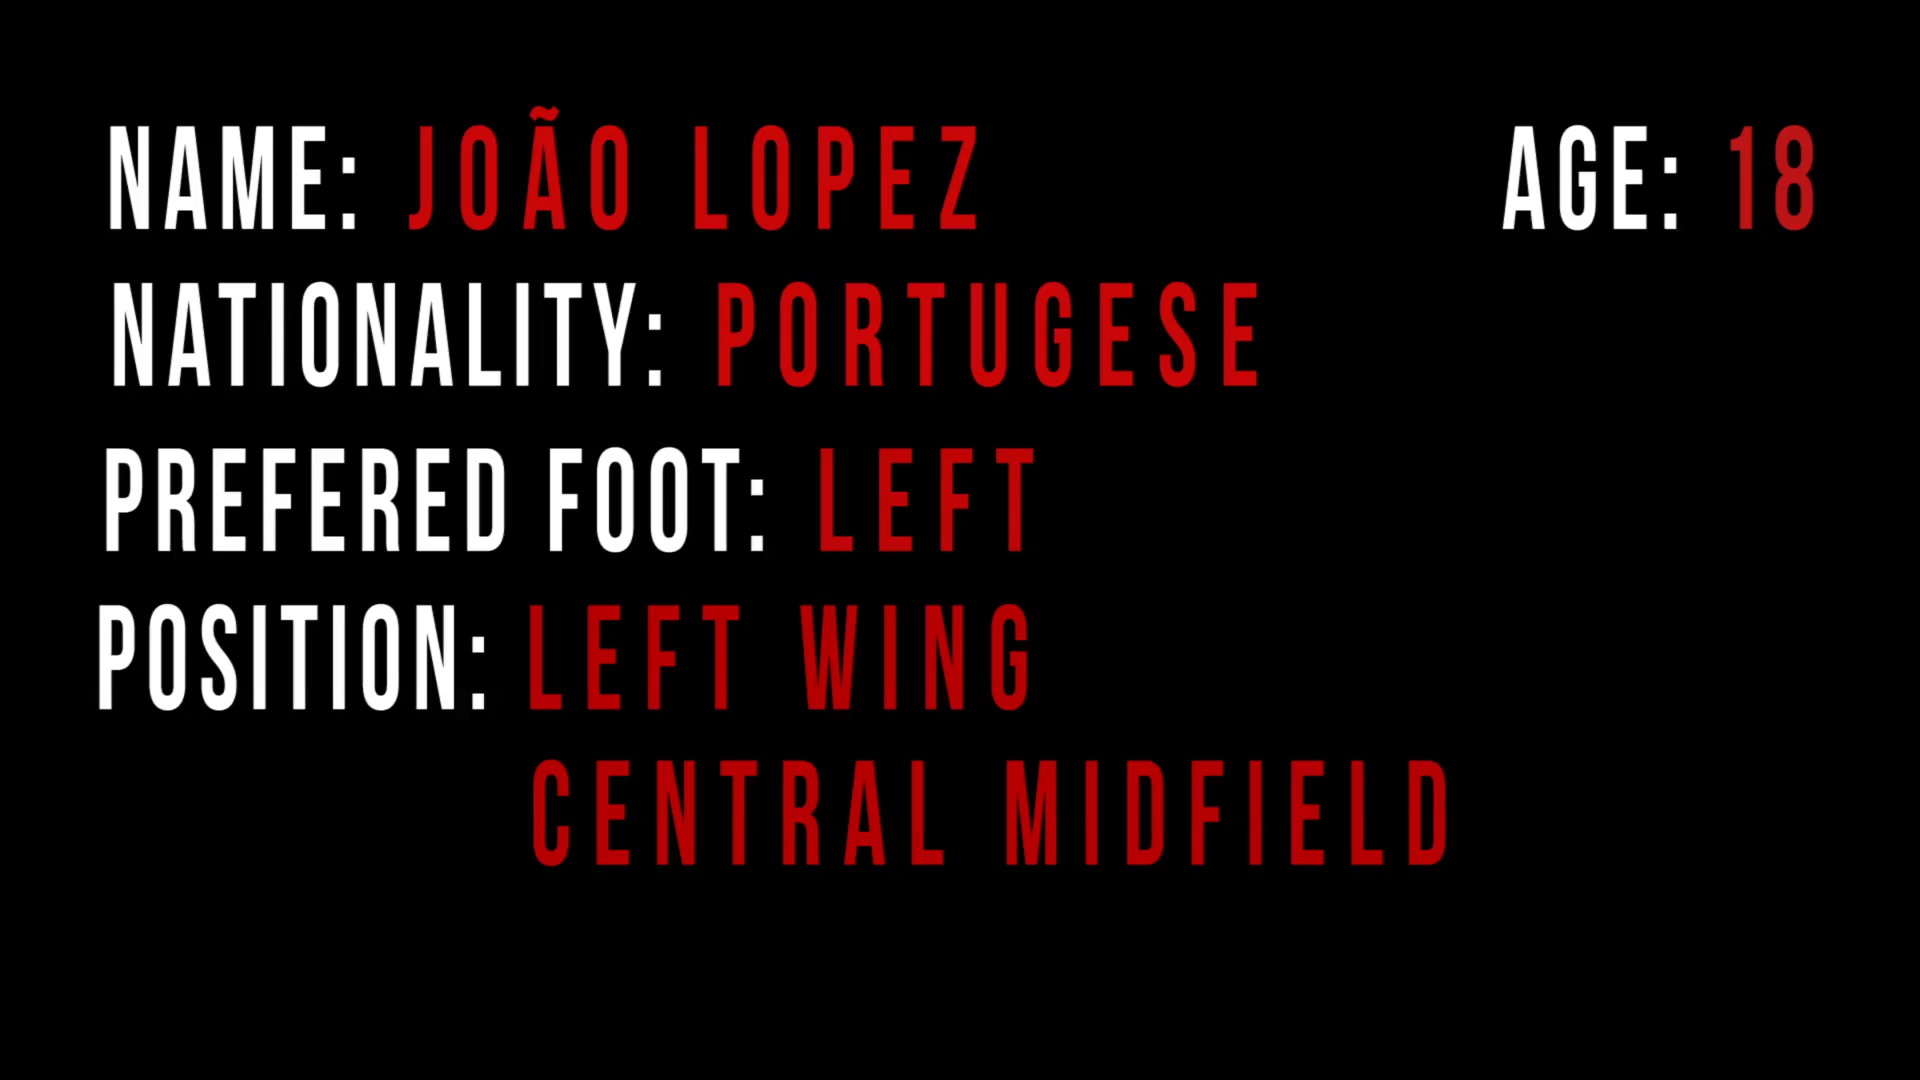 NAME: JOÃO LOPEZ AGE: 18
NATIONALITY: PORTUGESE
PREFERED FOOT: LEFT
POSITION: LEFT WING
CENTRAL MIDFIELD